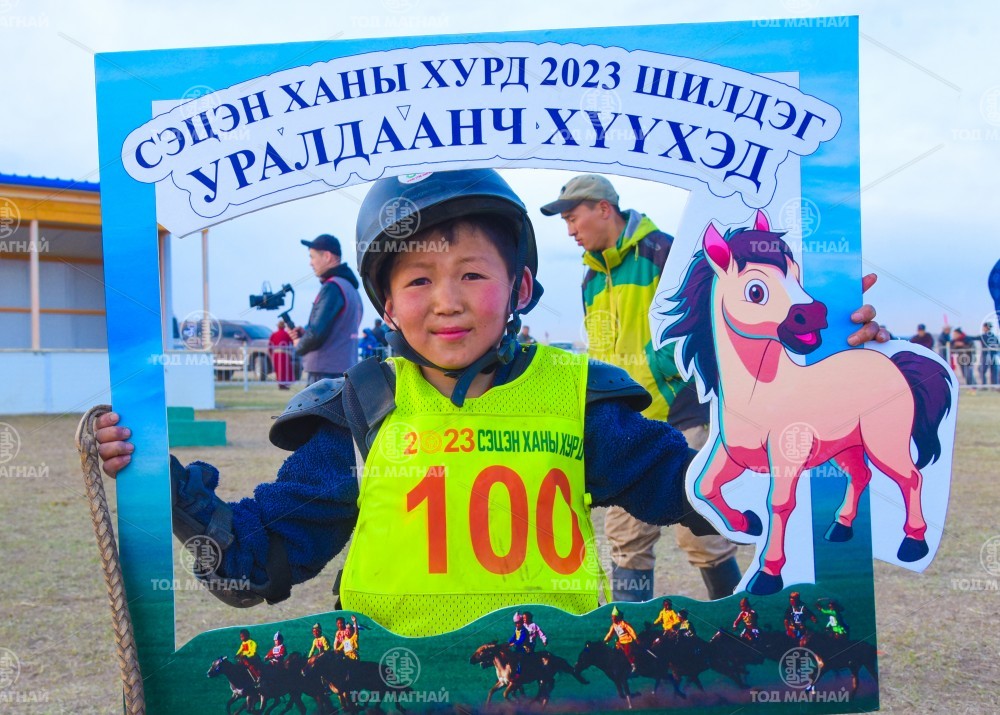 СЭЦЭН ХАНЫ ХУРД 2023 ШИЛДЭГ
УРАЛДААНЧ ХҮҮХЭД
2023 СЭЦЭН ХАНЫ ХУРД
100
ТОД МАГНАЙ